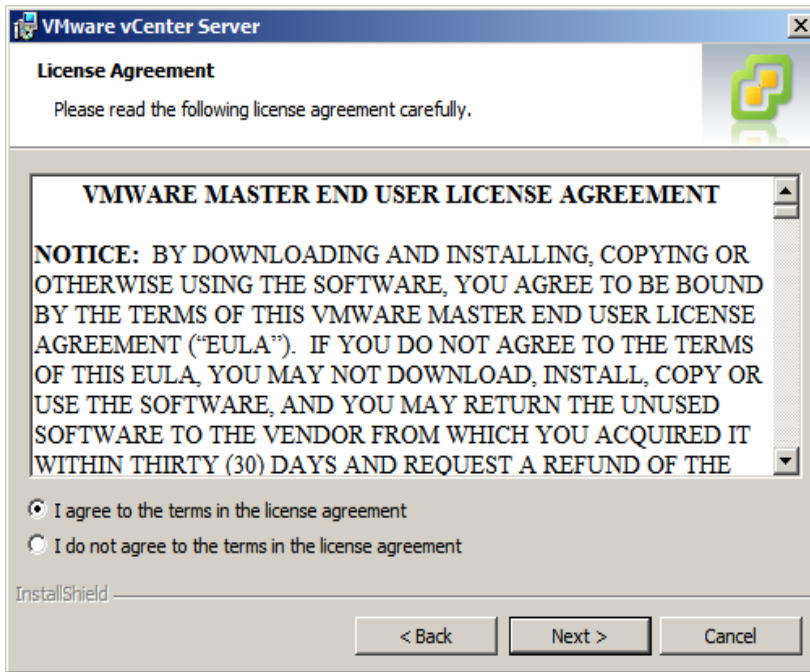 VMware vCenter Server
License Agreement
Please read the following license agreement carefully.
VMWARE MASTER END USER LICENSE AGREEMENT
NOTICE: BY DOWNLOADING AND INSTALLING, COPYING OR
OTHERWISE USING THE SOFTWARE, YOU AGREE TO BE BOUND
BY THE TERMS OF THIS VMWARE MASTER END USER LICENSE
AGREEMENT (“EULA”). IF YOU DO NOT AGREE TO THE TERMS
OF THIS EULA, YOU MAY NOT DOWNLOAD, INSTALL, COPY OR
USE THE SOFTWARE, AND YOU MAY RETURN THE UNUSED
SOFTWARE TO THE VENDOR FROM WHICH YOU ACQUIRED IT
WITHIN THIRTY (30) DAYS AND REQUEST A REFUND OF THE
I agree to the terms in the license agreement
I do not agree to the terms in the license agreement
InstallShield
< Back Next > Cancel